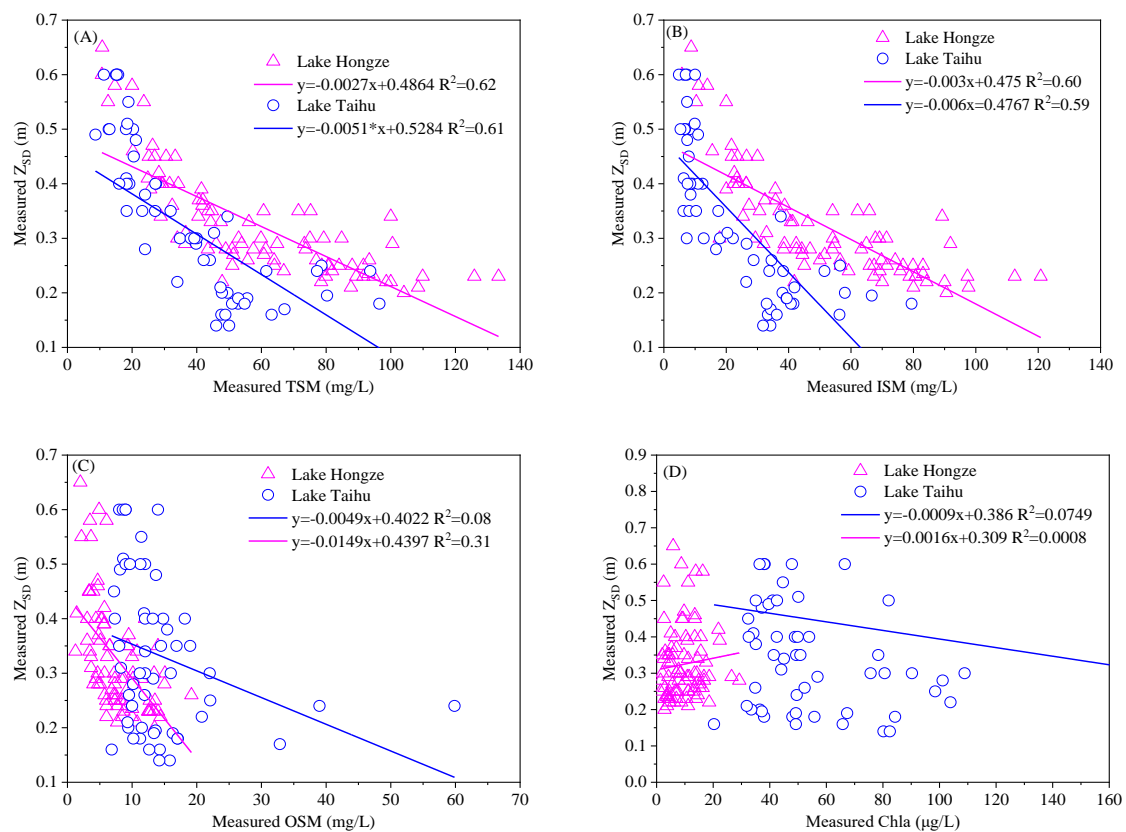 (A)
Lake Hongze
y=-0.0027x+0.4864 R²=0.62
Lake Taihu
y=-0.0051*x+0.5284 R²=0.61
0.7
0.6
0.5
0.4
0.3
0.2
0.1
Measured Z_SD (m)
0 20 40 60 80 100 120 140
Measured TSM (mg/L)
(B)
Lake Hongze
Lake Taihu
y=-0.003x+0.475 R²=0.60
y=-0.006x=0.4767 R²=0.59
0.7
0.6
0.5
0.4
0.3
0.2
0.1
Measured Z_SD (m)
0 20 40 60 80 100 120 140
Measured ISM (mg/L)
(C)
Lake Hongze
Lake Taihu
y=-0.0049x+0.4022 R²=0.08
y=-0.0149x+0.4397 R²=0.31
0.7
0.6
0.5
0.4
0.3
0.2
0.1
Measured Z_SD (m)
0 10 20 30 40 50 60 70
Measured OSM (mg/L)
(D)
Lake Hongze
Lake Taihu
y=-0.0009x+0.386 R²=0.0749
y=0.0016x+0.309 R²=0.0008
0.9
0.8
0.7
0.6
0.5
0.4
0.3
0.2
0.1
0.0
Measured Z_SD (m)
0 20 40 60 80 100 120 140 160
Measured Chla (μg/L)